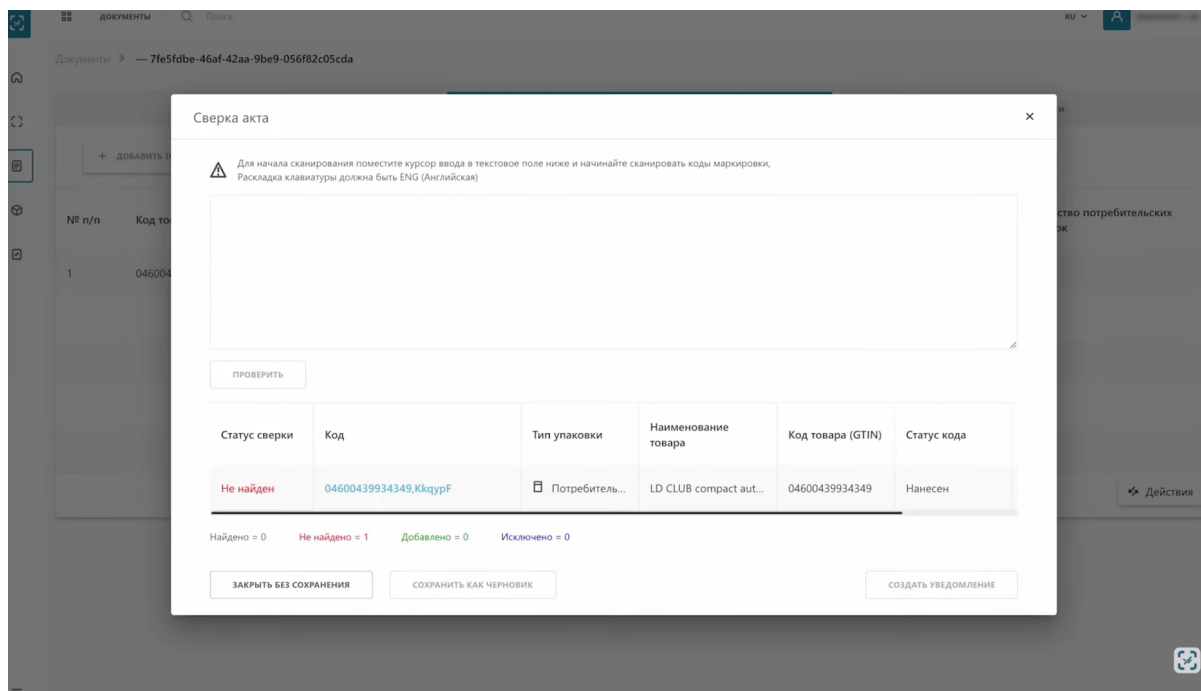 ДОКУМЕНТЫ
Поиск
RU
Документы > — 7fe5fdbe-46af-42aa-9be9-056f82c05cda
Сверка акта
Для начала сканирования поместите курсор ввода в текстовое поле ниже и начинайте сканировать коды маркировки,
Раскладка клавиатуры должна быть ENG (Английская)
+ ДОБАВИТЬ
№ п/п
Код
потребительских
1
ПРОВЕРИТЬ
Статус сверки
Код
Тип упаковки
Наименование товара
Код товара (GTIN)
Статус кода
Не найден
04600439934349,KkqypF
Потребитель...
LD CLUB compact aut...
04600439934349
Нанесен
Действия
Найдено = 0
Не найдено = 1
Добавлено = 0
Исключено = 0
ЗАКРЫТЬ БЕЗ СОХРАНЕНИЯ
СОХРАНИТЬ КАК ЧЕРНОВИК
СОЗДАТЬ УВЕДОМЛЕНИЕ